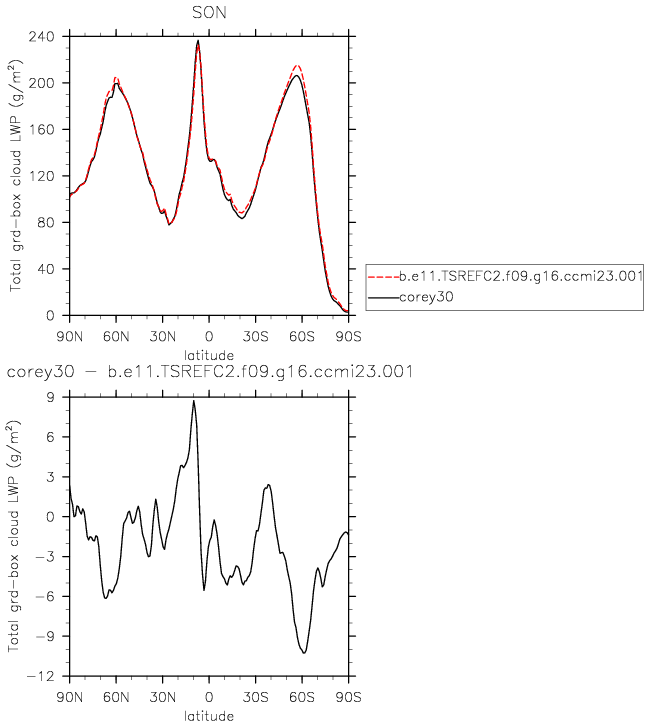 SON
Total grd-box cloud LWP (g/m²)
240
200
160
120
80
40
0
90N 60N 30N 0 30S 60S 90S
latitude
b.e11.TSREFC2.f09.g16.ccmi23.001
corey30
corey30 - b.e11.TSREFC2.f09.g16.ccmi23.001
Total grd-box cloud LWP (g/m²)
9
6
3
0
-3
-6
-9
-12
90N 60N 30N 0 30S 60S 90S
latitude